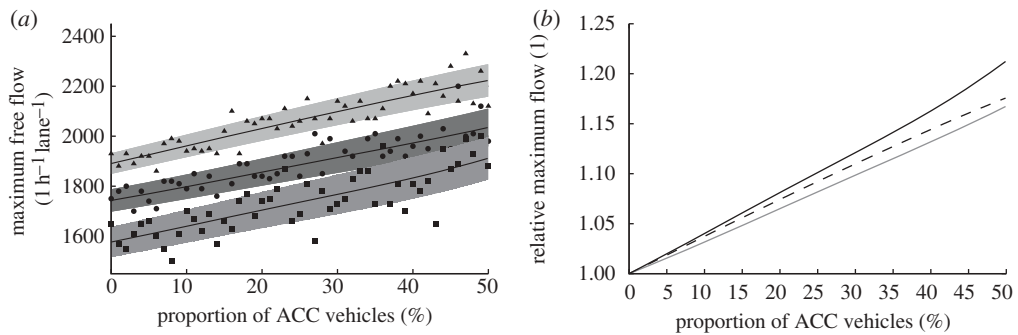 (a)
2400
2200
2000
1800
1600
maximum free flow
(1 h⁻¹ lane⁻¹)
0 10 20 30 40 50
proportion of ACC vehicles (%)
(b)
1.25
1.20
1.15
1.10
1.05
1.00
relative maximum flow (1)
0 5 10 15 20 25 30 35 40 45 50
proportion of ACC vehicles (%)